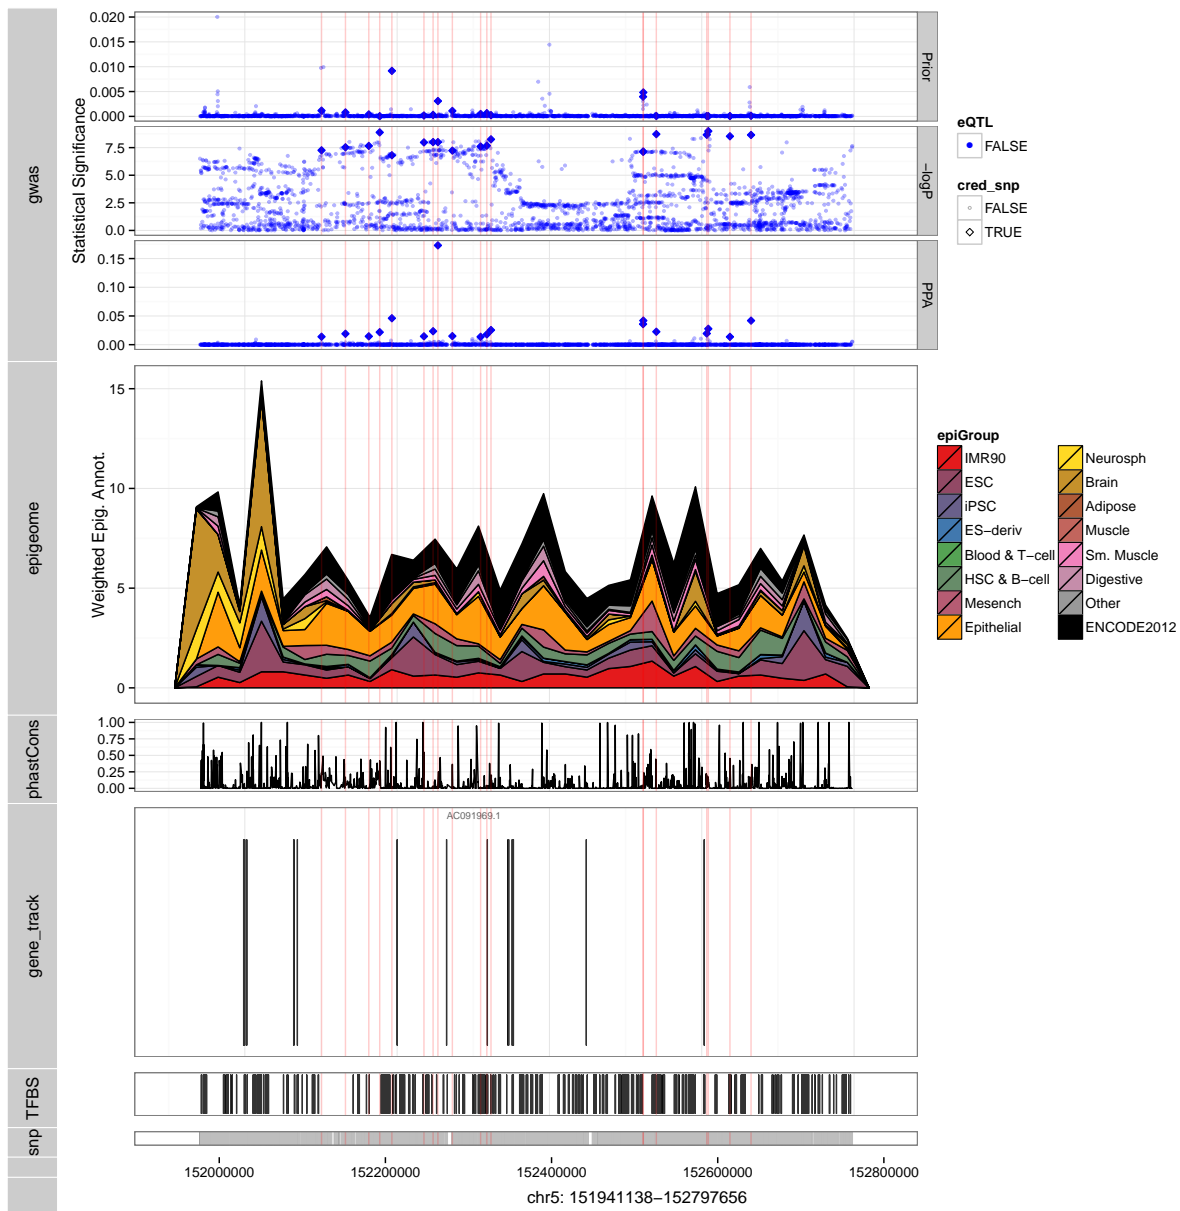 gwas
Statistical Significance
0.020
0.015
0.010
0.005
0.000
Prior
7.5
5.0
2.5
0.0
−logP
0.15
0.10
0.05
0.00
PPA
eQTL
FALSE
cred_snp
FALSE
TRUE
epigeome
Weighted Epig. Annot.
15
10
5
0
epiGroup
IMR90
ESC
iPSC
ES−deriv
Blood & T−cell
HSC & B−cell
Mesench
Epithelial
Neurosph
Brain
Adipose
Muscle
Sm. Muscle
Digestive
Other
ENCODE2012
phastCons
1.00
0.75
0.50
0.25
0.00
gene_track
AC091969.1
TFBS
snp
152000000 152200000 152400000 152600000 152800000
chr5: 151941138−152797656